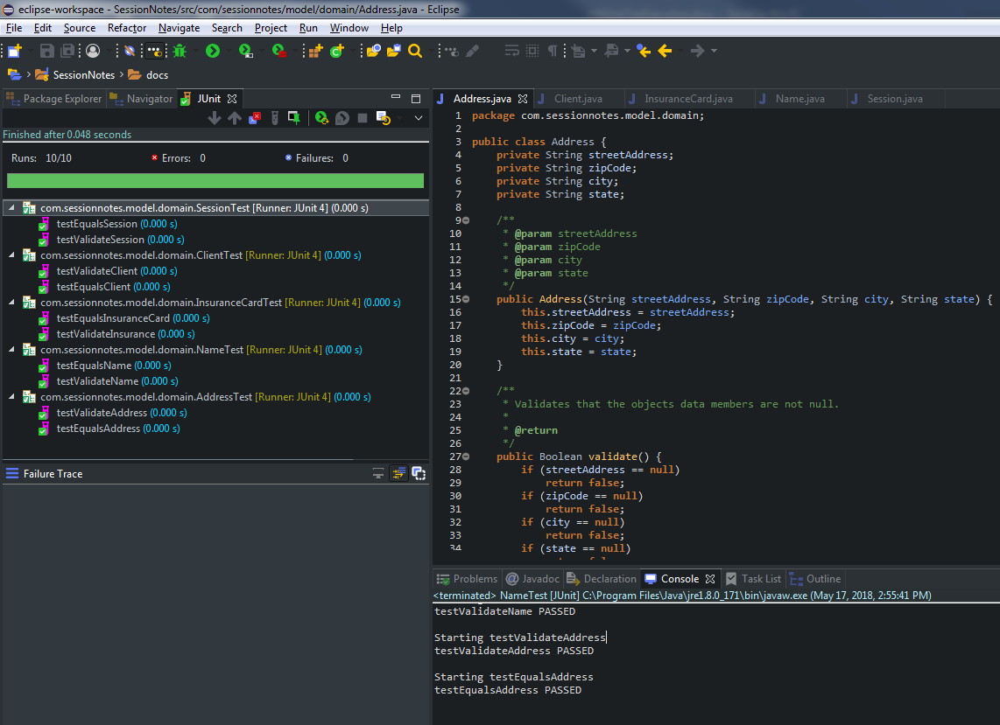 eclipse-workspace - SessionNotes/src/com/sessionnotes/model/domain/Address.java - Eclipse
File Edit Source Refactor Navigate Search Project Run Window Help
SessionNotes docs
Package Explorer Navigator JUnit
Finished after 0.048 seconds
Runs: 10/10 Errors: 0 Failures: 0
com.sessionnotes.model.domain.SessionTest [Runner: JUnit 4] (0.000 s)
testEqualsSession (0.000 s)
testValidateSession (0.000 s)
com.sessionnotes.model.domain.ClientTest [Runner: JUnit 4] (0.000 s)
testValidateClient (0.000 s)
testEqualsClient (0.000 s)
com.sessionnotes.model.domain.InsuranceCardTest [Runner: JUnit 4] (0.000 s)
testEqualsInsuranceCard (0.000 s)
testValidateInsurance (0.000 s)
com.sessionnotes.model.domain.NameTest [Runner: JUnit 4] (0.000 s)
testEqualsName (0.000 s)
testValidateName (0.000 s)
com.sessionnotes.model.domain.AddressTest [Runner: JUnit 4] (0.000 s)
testValidateAddress (0.000 s)
testEqualsAddress (0.000 s)
Failure Trace
Address.java Client.java InsuranceCard.java Name.java Session.java
1 package com.sessionnotes.model.domain;
2
3 public class Address {
4 private String streetAddress;
5 private String zipCode;
6 private String city;
7 private String state;
8
9 /**
10 * @param streetAddress
11 * @param zipCode
12 * @param city
13 * @param state
14 */
15 public Address(String streetAddress, String zipCode, String city, String state) {
16 this.streetAddress = streetAddress;
17 this.zipCode = zipCode;
18 this.city = city;
19 this.state = state;
20 }
21
22 /**
23 * Validates that the objects data members are not null.
24 *
25 * @return
26 */
27 public Boolean validate() {
28 if (streetAddress == null)
29 return false;
30 if (zipCode == null)
31 return false;
32 if (city == null)
33 return false;
34 if (state == null)
Problems Javadoc Declaration Console Task List Outline
<terminated> NameTest [JUnit] C:\Program Files\Java\jre1.8.0_171\bin\javaw.exe (May 17, 2018, 2:55:41 PM)
testValidateName PASSED
Starting testValidateAddress
testValidateAddress PASSED
Starting testEqualsAddress
testEqualsAddress PASSED